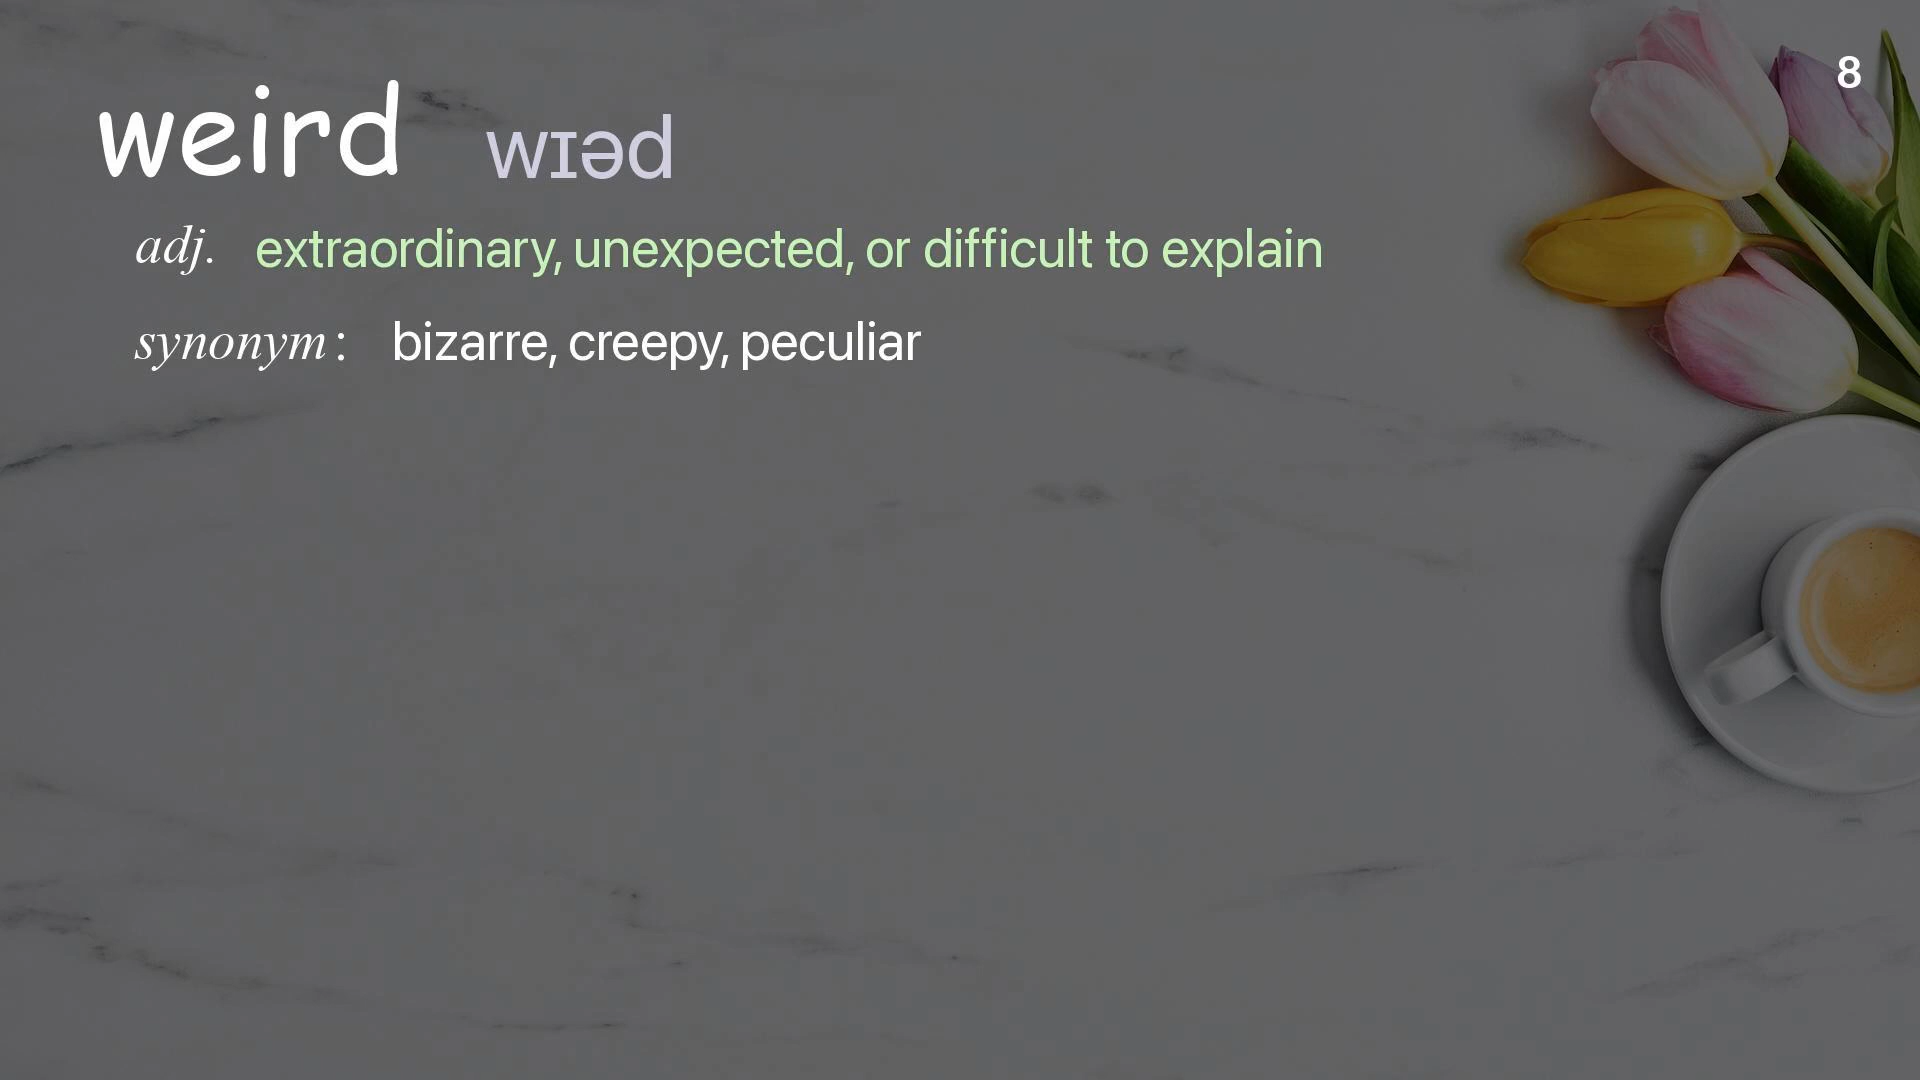 8
weird wɪəd
adj. extraordinary, unexpected, or difficult to explain
synonym: bizarre, creepy, peculiar